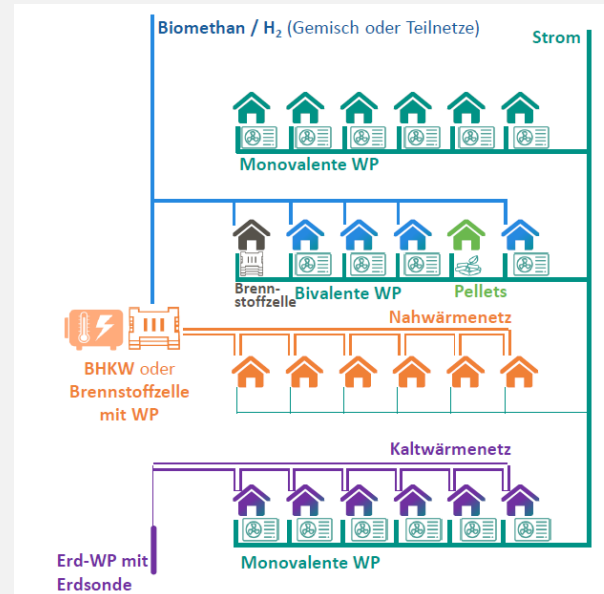 Biomethan / H₂ (Gemisch oder Teilnetze)
Strom
Monovalente WP
Brenn-
stoffzelle
Bivalente WP
Pellets
Nahwärmenetz
BHKW oder
Brennstoffzelle
mit WP
Kaltwärmenetz
Erd-WP mit
Erdsonde
Monovalente WP